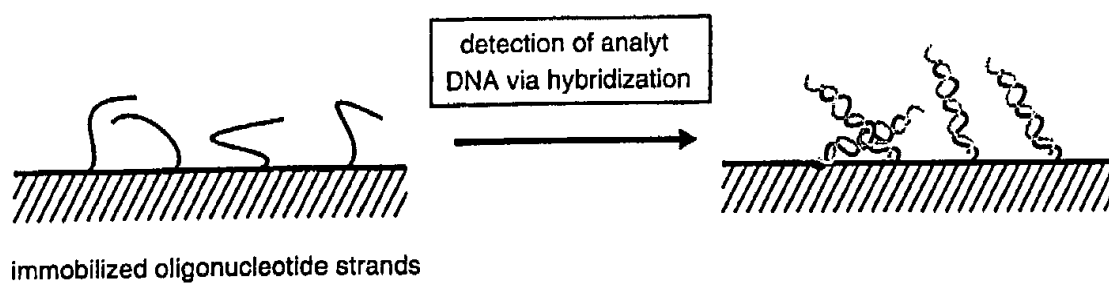 detection of analyt
DNA via hybridization
immobilized oligonucleotide strands